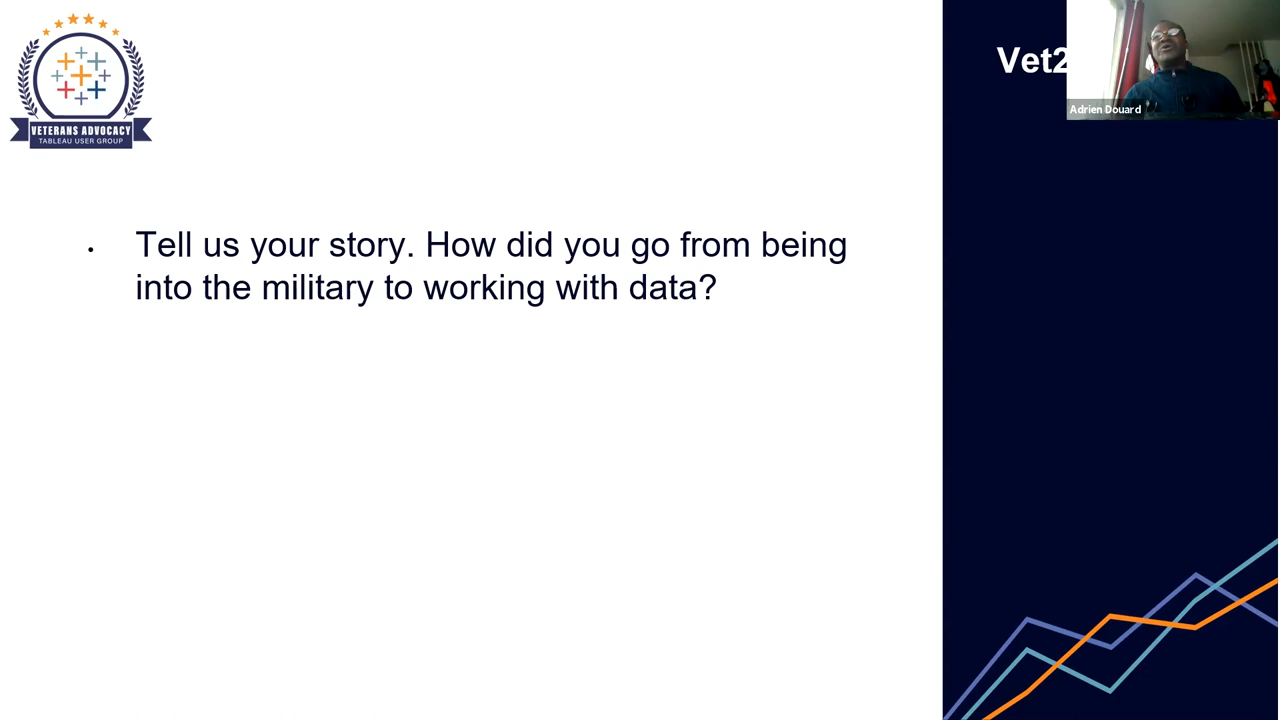 VETERANS ADVOCACY
TABLEAU USER GROUP
Vet2
Adrien Douard
• Tell us your story. How did you go from being
into the military to working with data?